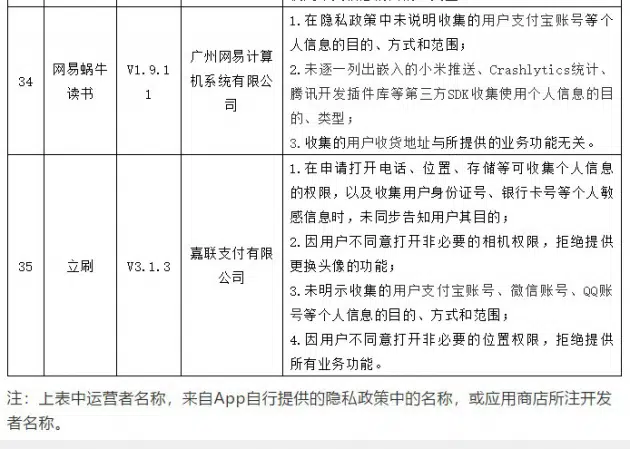 1.在隐私政策中未说明收集的用户支付宝账号等个
人信息的目的、方式和范围；
34
网易蜗牛
读书
V1.9.1
1
广州网易计算
机系统有限公
司
2.未逐一列出嵌入的小米推送、Crashlytics统计、
腾讯开发插件库等第三方SDK收集使用个人信息的目
的、类型；
3.收集的用户收货地址与所提供的业务功能无关。
35
立刷
V3.1.3
嘉联支付有限
公司
1.在申请打开电话、位置、存储等可收集个人信息
的权限，以及收集用户身份证号、银行卡号等个人敏
感信息时，未同步告知用户其目的；
2.因用户不同意打开非必要的相机权限，拒绝提供
更换头像的功能；
3.未明示收集的用户支付宝账号、微信账号、QQ账
号等个人信息的目的、方式和范围；
4.因用户不同意打开非必要的位置权限，拒绝提供
所有业务功能。
注：上表中运营者名称，来自App自行提供的隐私政策中的名称，或应用商店所注开发
者名称。